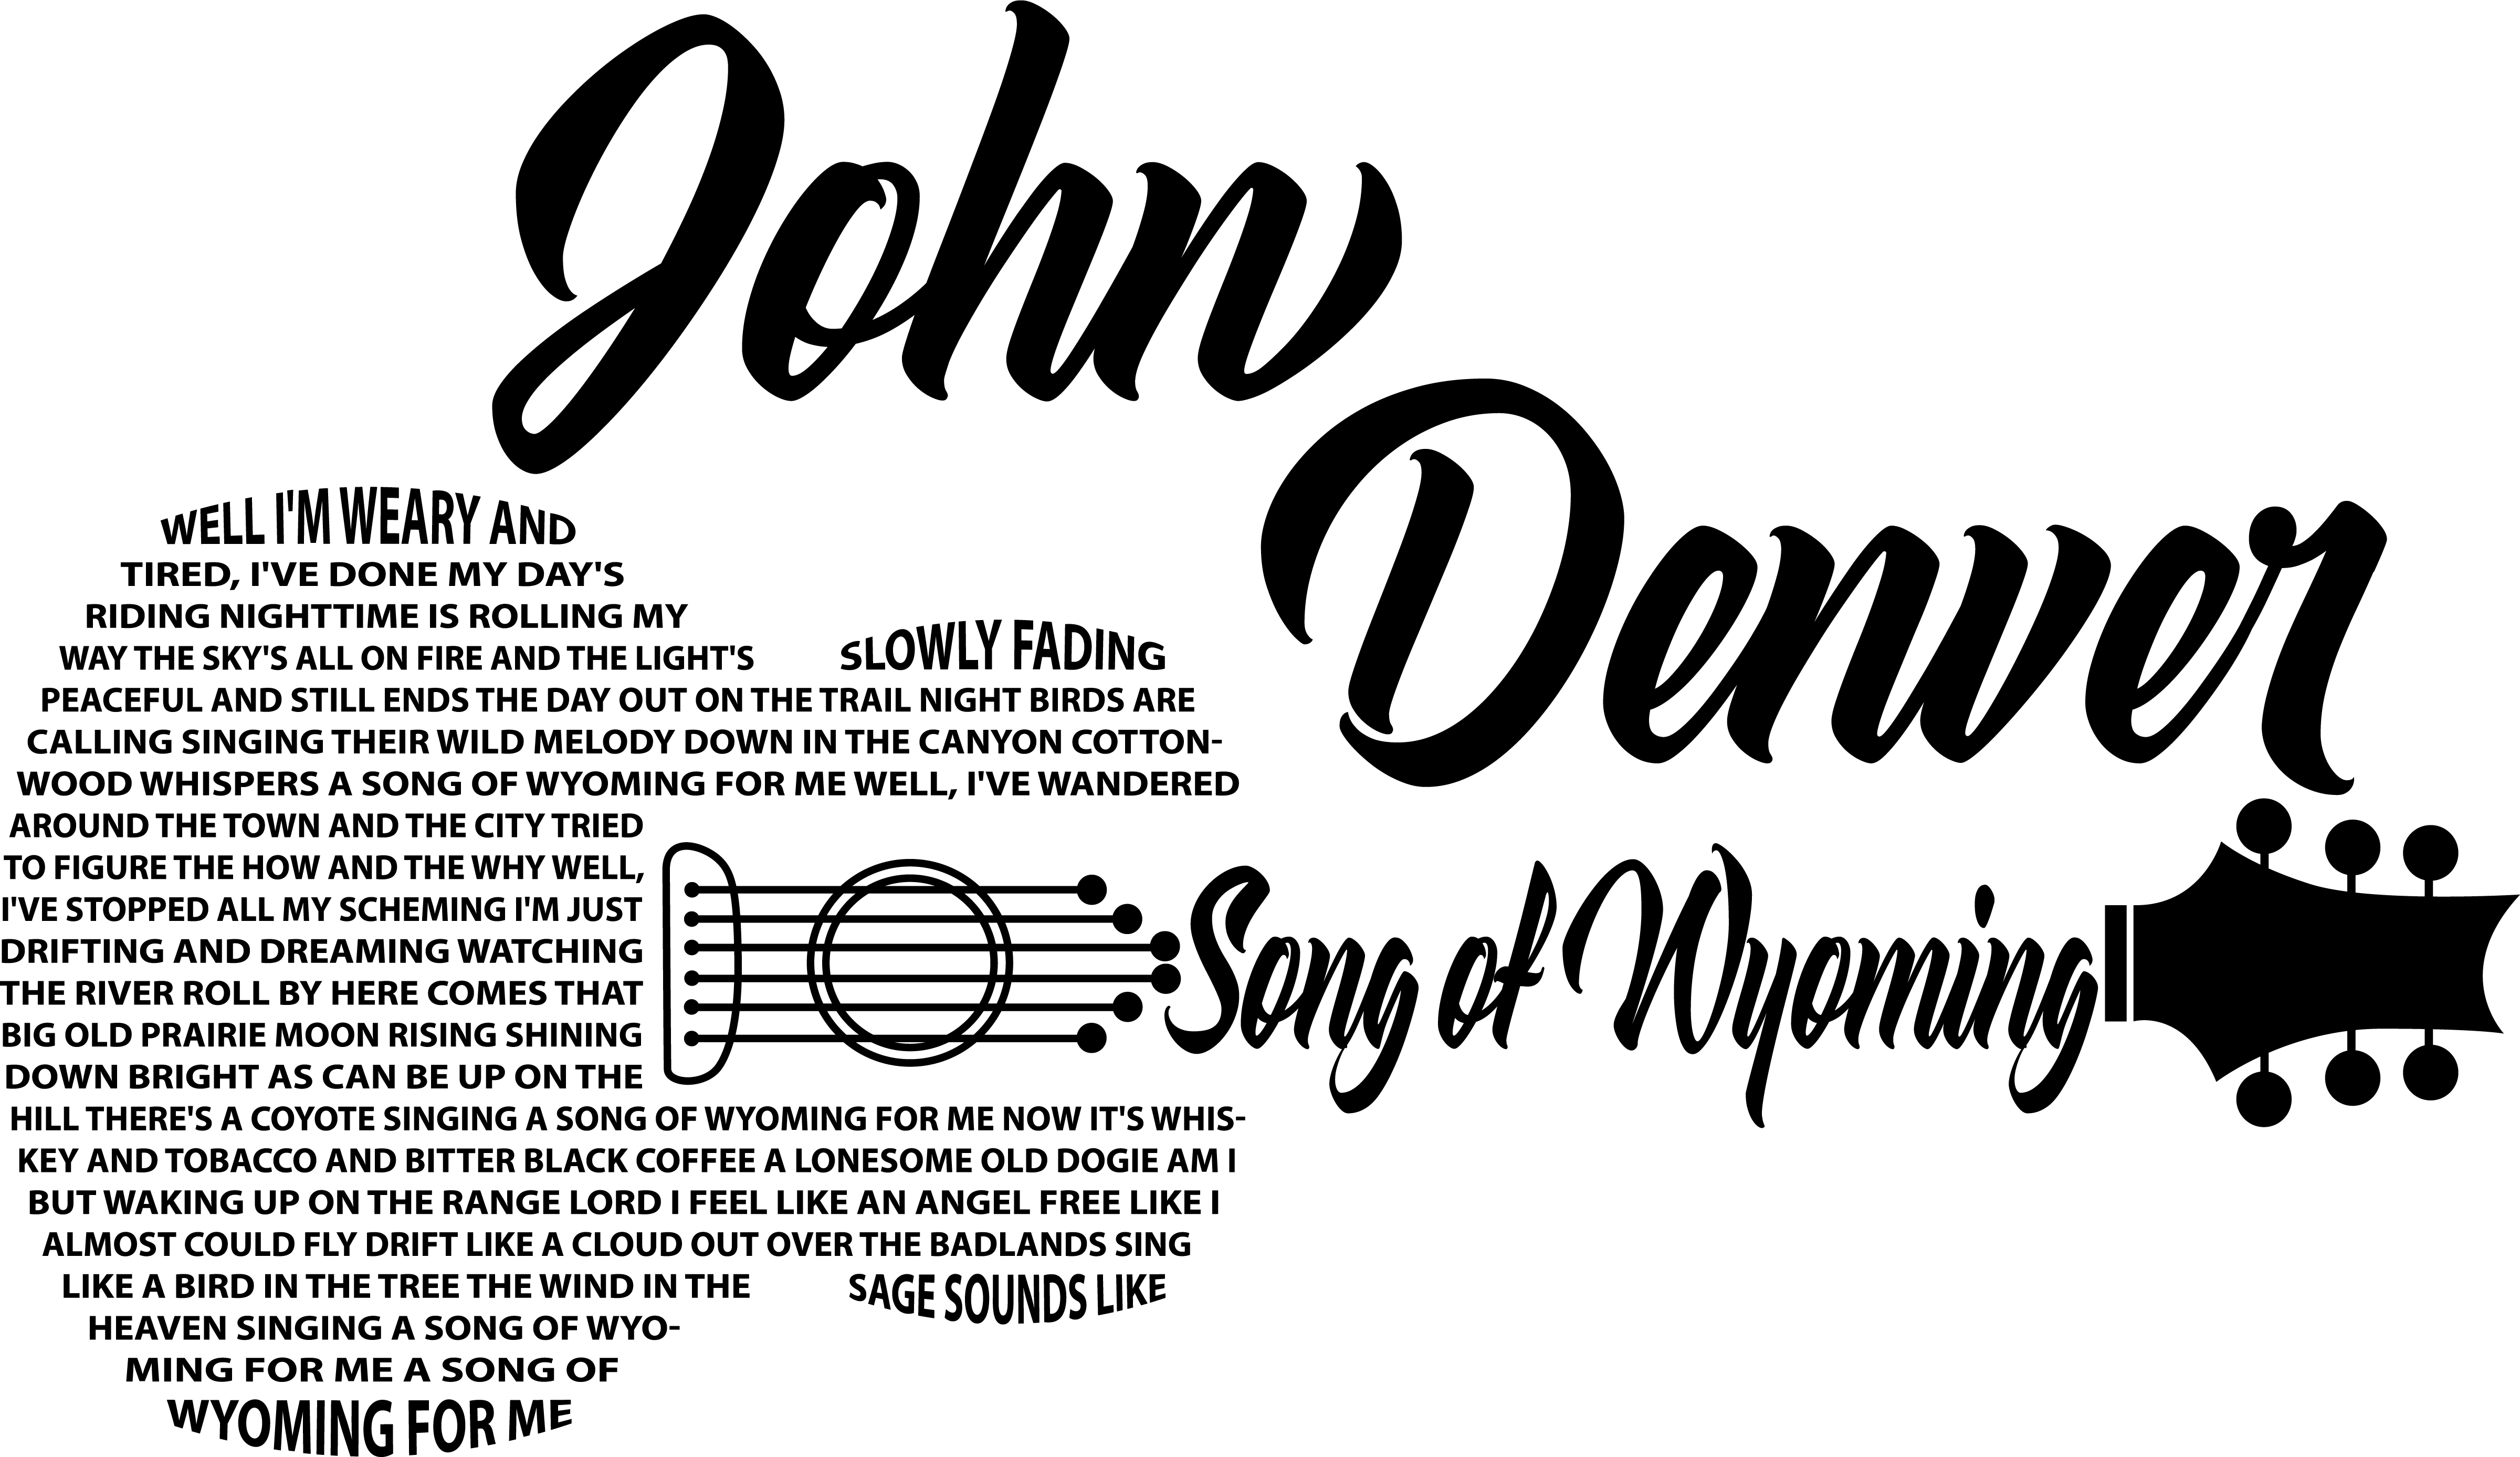 John
Denver
WELL I'M WEARY AND
TIRED, I'VE DONE MY DAY'S
RIDING NIGHTTIME IS ROLLING MY
WAY THE SKY'S ALL ON FIRE AND THE LIGHT'S SLOWLY FADING
PEACEFUL AND STILL ENDS THE DAY OUT ON THE TRAIL NIGHT BIRDS ARE
CALLING SINGING THEIR WILD MELODY DOWN IN THE CANYON COTTON-
WOOD WHISPERS A SONG OF WYOMING FOR ME WELL, I'VE WANDERED
AROUND THE TOWN AND THE CITY TRIED
TO FIGURE THE HOW AND THE WHY WELL,
I'VE STOPPED ALL MY SCHEMING I'M JUST
DRIFTING AND DREAMING WATCHING
THE RIVER ROLL BY HERE COMES THAT
BIG OLD PRAIRIE MOON RISING SHINING
DOWN BRIGHT AS CAN BE UP ON THE
HILL THERE'S A COYOTE SINGING A SONG OF WYOMING FOR ME NOW IT'S WHIS-
KEY AND TOBACCO AND BITTER BLACK COFFEE A LONESOME OLD DOGIE AM I
BUT WAKING UP ON THE RANGE LORD I FEEL LIKE AN ANGEL FREE LIKE I
ALMOST COULD FLY DRIFT LIKE A CLOUD OUT OVER THE BADLANDS SING
LIKE A BIRD IN THE TREE THE WIND IN THE SAGE SOUNDS LIKE
HEAVEN SINGING A SONG OF WYO-
MING FOR ME A SONG OF
WYOMING FOR ME
Song of Wyoming